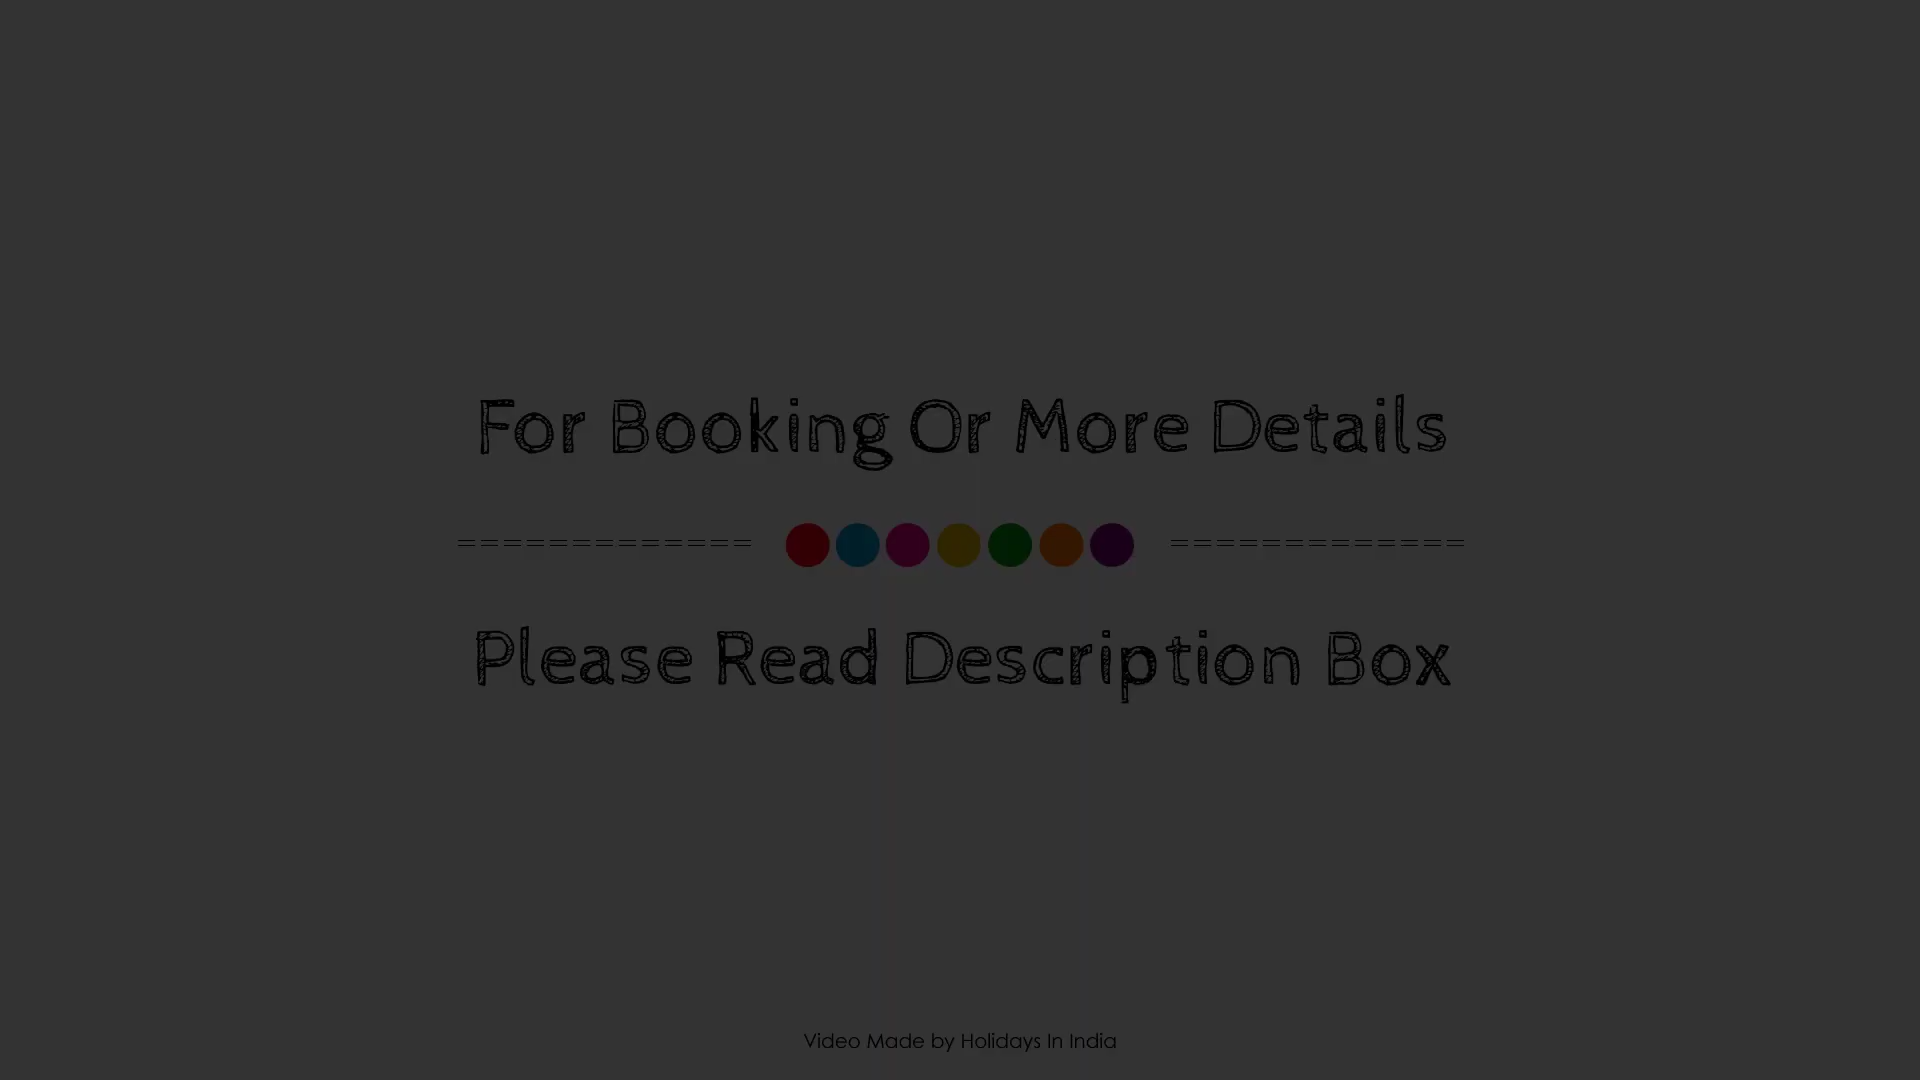 For Booking Or More Details
============= =============
Please Read Description Box
Video Made by Holidays In India